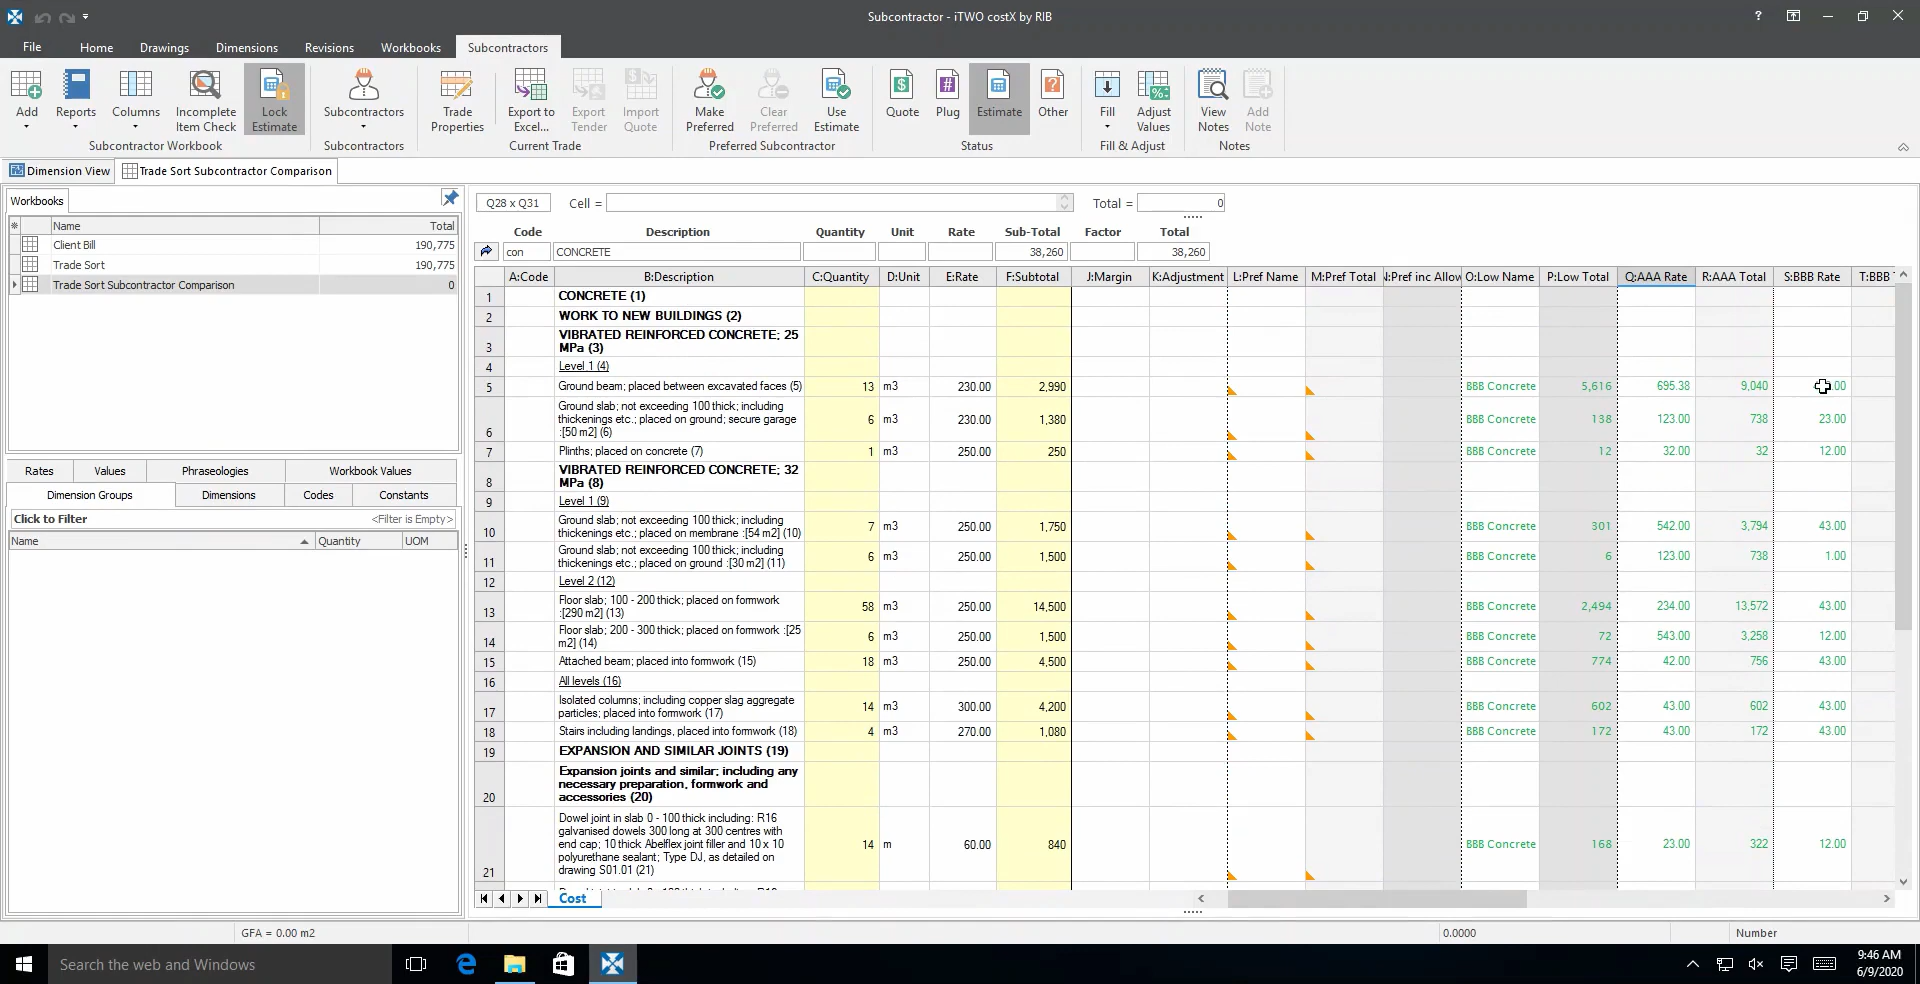 Subcontractor - iTWO costX by RIB
File Home Drawings Dimensions Revisions Workbooks Subcontractors
Add Reports Columns Incomplete Item Check Lock Estimate
Subcontractor Workbook
Subcontractors
Subcontractors
Trade Properties Export to Excel... Export Tender Import Quote
Current Trade
Make Preferred Clear Preferred Use Estimate
Preferred Subcontractor
Quote Plug Estimate Other
Status
Fill Adjust Values
Fill & Adjust
View Notes Add Note
Notes
Dimension View Trade Sort Subcontractor Comparison
Workbooks
Name Total
Client Bill 190,775
Trade Sort 190,775
Trade Sort Subcontractor Comparison 0
Rates Values Phraseologies Workbook Values
Dimension Groups Dimensions Codes Constants
Click to Filter <Filter is Empty>
Name Quantity UOM
Q28 x Q31 Cell = Total = 0
Code Description Quantity Unit Rate Sub-Total Factor Total
con CONCRETE 38,260 38,260
A:Code B:Description C:Quantity D:Unit E:Rate F:Subtotal J:Margin K:Adjustment L:Pref Name M:Pref Total N:Pref inc Allow O:Low Name P:Low Total Q:AAA Rate R:AAA Total S:BBB Rate T:BBB
1 CONCRETE (1)
2 WORK TO NEW BUILDINGS (2)
3 VIBRATED REINFORCED CONCRETE; 25
MPa (3)
4 Level 1 (4)
5 Ground beam; placed between excavated faces (5) 13 m3 230.00 2,990 BBB Concrete 5,616 695.38 9,040 .00
6 Ground slab; not exceeding 100 thick; including
thickenings etc.; placed on ground; secure garage
:[50 m2] (6) 6 m3 230.00 1,380 BBB Concrete 138 123.00 738 23.00
7 Plinths; placed on concrete (7) 1 m3 250.00 250 BBB Concrete 12 32.00 32 12.00
8 VIBRATED REINFORCED CONCRETE; 32
MPa (8)
9 Level 1 (9)
10 Ground slab; not exceeding 100 thick; including
thickenings etc.; placed on membrane :[54 m2] (10) 7 m3 250.00 1,750 BBB Concrete 301 542.00 3,794 43.00
11 Ground slab; not exceeding 100 thick; including
thickenings etc.; placed on ground :[30 m2] (11) 6 m3 250.00 1,500 BBB Concrete 6 123.00 738 1.00
12 Level 2 (12)
13 Floor slab; 100 - 200 thick; placed on formwork
:[290 m2] (13) 58 m3 250.00 14,500 BBB Concrete 2,494 234.00 13,572 43.00
14 Floor slab; 200 - 300 thick; placed on formwork :[25
m2] (14) 6 m3 250.00 1,500 BBB Concrete 72 543.00 3,258 12.00
15 Attached beam; placed into formwork (15) 18 m3 250.00 4,500 BBB Concrete 774 42.00 756 43.00
16 All levels (16)
17 Isolated columns; including copper slag aggregate
particles; placed into formwork (17) 14 m3 300.00 4,200 BBB Concrete 602 43.00 602 43.00
18 Stairs including landings, placed into formwork (18) 4 m3 270.00 1,080 BBB Concrete 172 43.00 172 43.00
19 EXPANSION AND SIMILAR JOINTS (19)
20 Expansion joints and similar; including any
necessary preparation, formwork and
accessories (20)
21 Dowel joint in slab 0 - 100 thick including: R16
galvanised dowels 300 long at 300 centres with
end cap; 10 thick Abelflex joint filler and 10 x 10
polyurethane sealant; Type DJ, as detailed on
drawing S01.01 (21) 14 m 60.00 840 BBB Concrete 168 23.00 322 12.00
Cost
GFA = 0.00 m2 0.0000 Number
Search the web and Windows
9:46 AM
6/9/2020